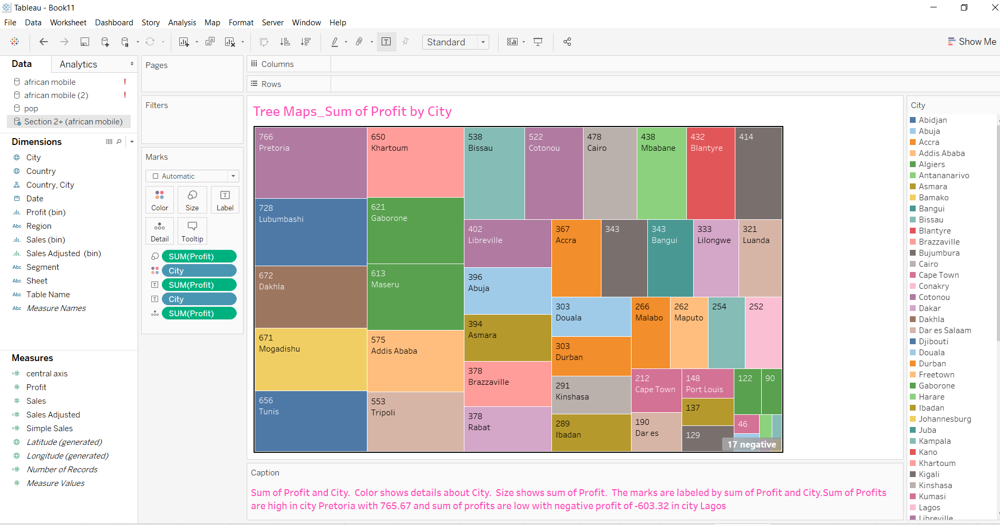 Tableau - Book11
File Data Worksheet Dashboard Story Analysis Map Format Server Window Help
Standard
Show Me
Data
Analytics
african mobile !
african mobile (2) !
pop
Section 2+ (african mobile)
Dimensions
City
Country
Country, City
Date
Profit (bin)
Abc Region
Sales (bin)
Sales Adjusted (bin)
Abc Segment
Abc Sheet
Abc Table Name
Abc Measure Names
Measures
central axis
Profit
Sales
Sales Adjusted
Simple Sales
Latitude (generated)
Longitude (generated)
Number of Records
Measure Values
Pages
Filters
Marks
Automatic
Color Size Label
Detail Tooltip
SUM(Profit)
City
SUM(Profit)
City
SUM(Profit)
Columns
Rows
Tree Maps_Sum of Profit by City
766
Pretoria
728
Lubumbashi
672
Dakhla
671
Mogadishu
656
Tunis
650
Khartoum
621
Gaborone
613
Maseru
575
Addis Ababa
553
Tripoli
538
Bissau
522
Cotonou
478
Cairo
438
Mbabane
432
Blantyre
414
402
Libreville
396
Abuja
394
Asmara
378
Brazzaville
378
Rabat
367
Accra
343
343
Bangui
333
Lilongwe
321
Luanda
303
Douala
303
Durban
291
Kinshasa
289
Ibadan
266
Malabo
262
Maputo
254
252
212
Cape Town
190
Dar es
148
Port Louis
137
129
122
90
46
17 negative
Caption
Sum of Profit and City. Color shows details about City. Size shows sum of Profit. The marks are labeled by sum of Profit and City.Sum of Profits
are high in city Pretoria with 765.67 and sum of profits are low with negative profit of -603.32 in city Lagos
City
Abidjan
Abuja
Accra
Addis Ababa
Algiers
Antananarivo
Asmara
Bamako
Bangui
Bissau
Blantyre
Brazzaville
Bujumbura
Cairo
Cape Town
Conakry
Cotonou
Dakar
Dakhla
Dar es Salaam
Djibouti
Douala
Durban
Freetown
Gaborone
Harare
Ibadan
Johannesburg
Juba
Kampala
Kano
Khartoum
Kigali
Kinshasa
Kumasi
Lagos
Libreville